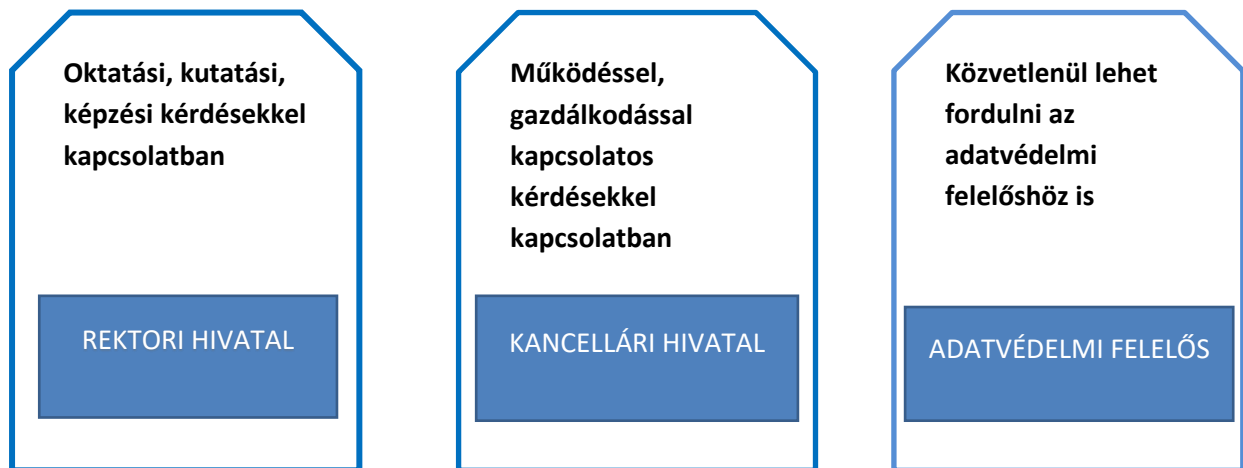 Oktatási, kutatási,
képzési kérdésekkel
kapcsolatban
REKTORI HIVATAL
Működéssel,
gazdálkodással
kapcsolatos
kérdésekkel
kapcsolatban
KANCELLÁRI HIVATAL
Közvetlenül lehet
fordulni az
adatvédelmi
felelőshöz is
ADATVÉDELMI FELELŐS